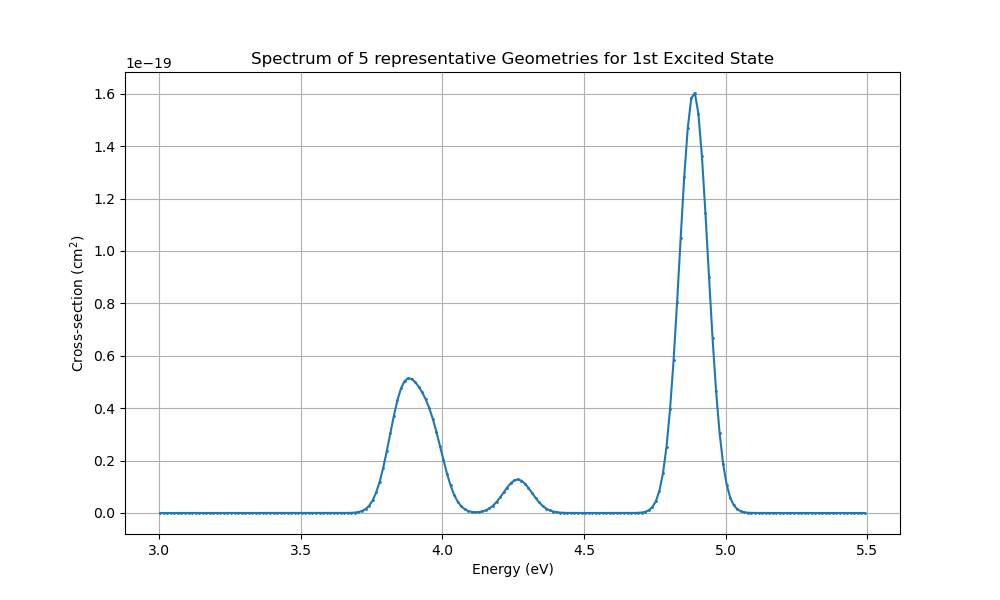 Spectrum of 5 representative Geometries for 1st Excited State
1e−19
1.6
1.4
1.2
1.0
0.8
0.6
0.4
0.2
0.0
Cross-section (cm²)
3.0 3.5 4.0 4.5 5.0 5.5
Energy (eV)